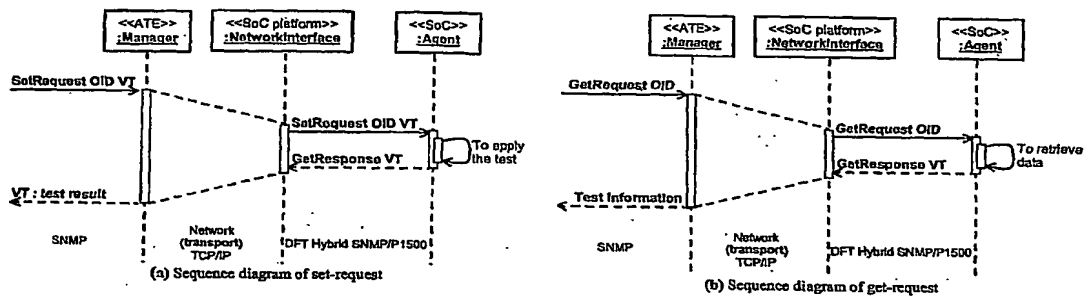 <<ATE>>
:Manager
<<SoC platform>>
:NetworkInterface
<<SoC>>
:Agent
SetRequest OID VT
SetRequest OID VT
GetResponse VT
To apply
the test
VT : test result
SNMP
Network
(transport)
TCP/IP
DFT Hybrid SNMP/P1500
(a) Sequence diagram of set-request
<<ATE>>
:Manager
<<SoC platform>>
:NetworkInterface
<<SoC>>
:Agent
GetRequest OID
GetRequest OID
GetResponse VT
To retrieve
data
Test Information
SNMP
Network
(transport)
TCP/IP
DFT Hybrid SNMP/P1500
(b) Sequence diagram of get-request